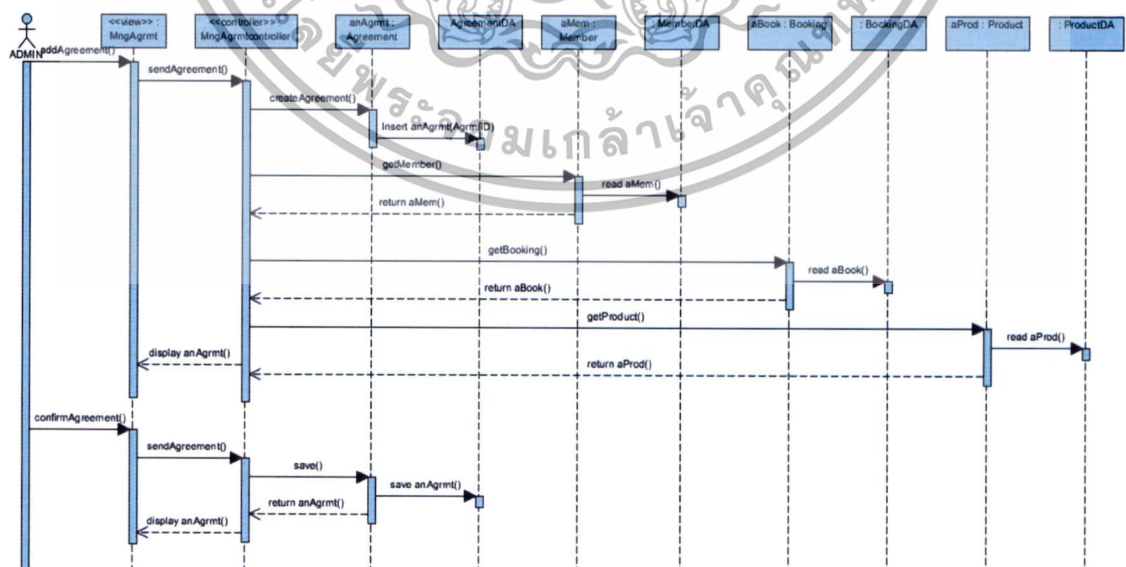 <<view>> :
MngAgrmt
<<controller>> :
MngAgrmtcontroller
anAgrmt :
Agreement
: AgreementDA
aMem :
Member
: MemberDA
aBook : Booking
: BookingDA
aProd : Product
: ProductDA
ADMIN
addAgreement()
sendAgreement()
createAgreement()
Insert anAgrmt(AgrmtID)
getMember()
read aMem()
return aMem()
getBooking()
read aBook()
return aBook()
getProduct()
read aProd()
display anAgrmt()
return aProd()
confirmAgreement()
sendAgreement()
save()
save anAgrmt()
return anAgrmt()
display anAgrmt()